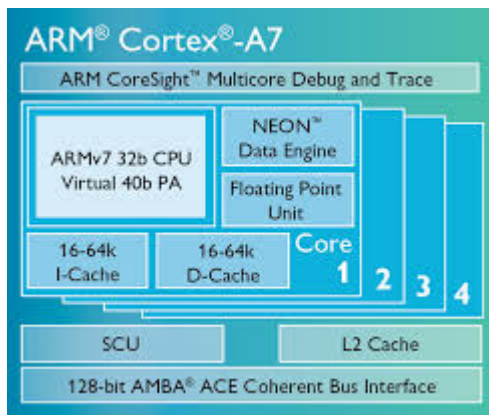 ARM® Cortex®-A7
ARM CoreSight™ Multicore Debug and Trace
ARMv7 32b CPU
Virtual 40b PA
NEON™
Data Engine
Floating Point
Unit
16-64k
I-Cache
16-64k
D-Cache
Core
1
2
3
4
SCU
L2 Cache
128-bit AMBA® ACE Coherent Bus Interface